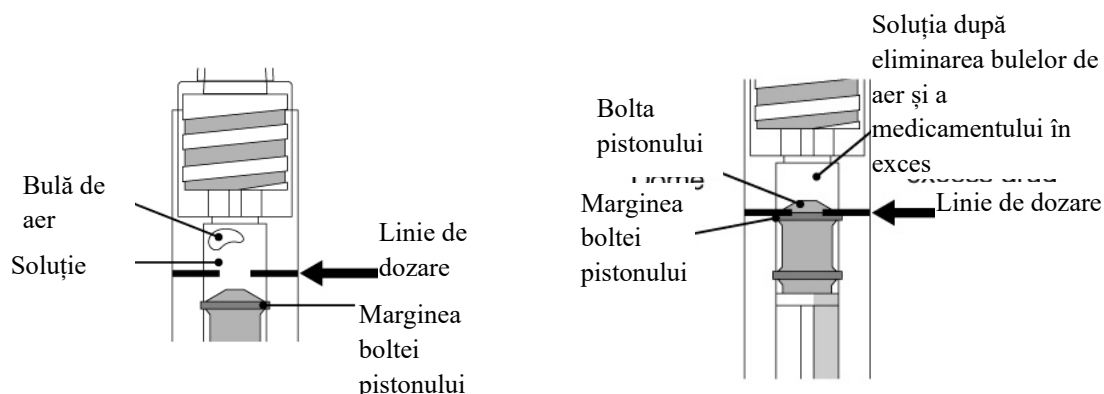 Bulă de
aer
Soluție
Linie de
dozare
Marginea
boltei
pistonului
Soluția după
eliminarea bulelor de
aer și a
medicamentului în
exces
Bolta
pistonului
Marginea
boltei
pistonului
Linie de dozare